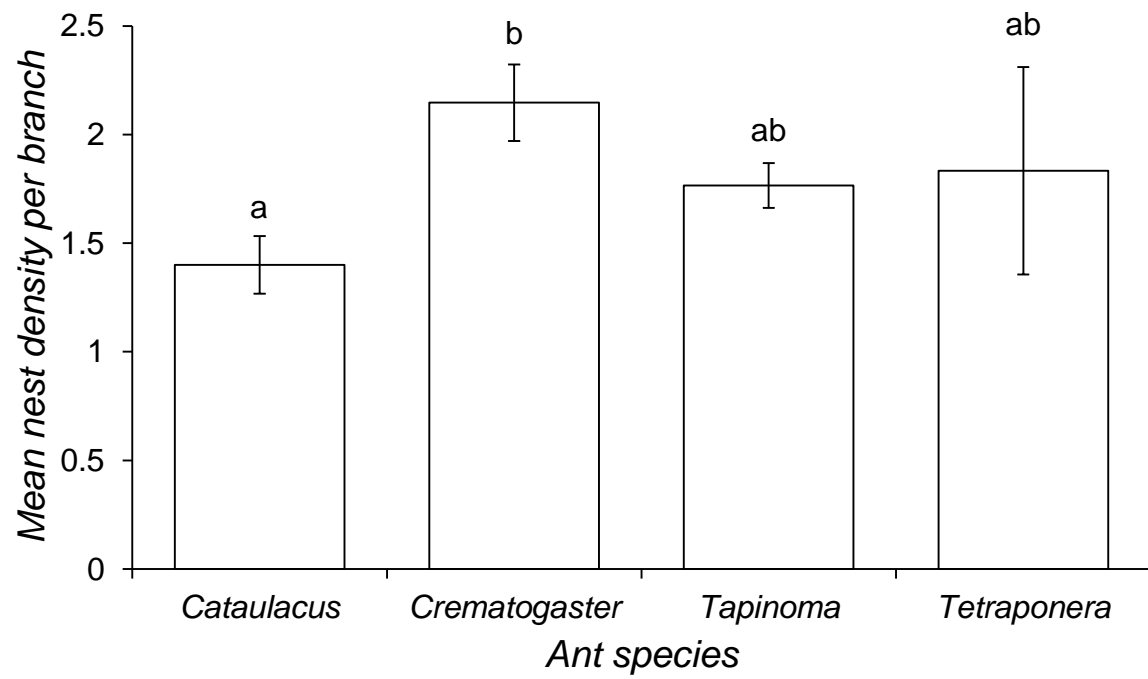 Mean nest density per branch
2.5
2
1.5
1
0.5
0
a
b
ab
ab
Cataulacus
Crematogaster
Tapinoma
Tetraponera
Ant species